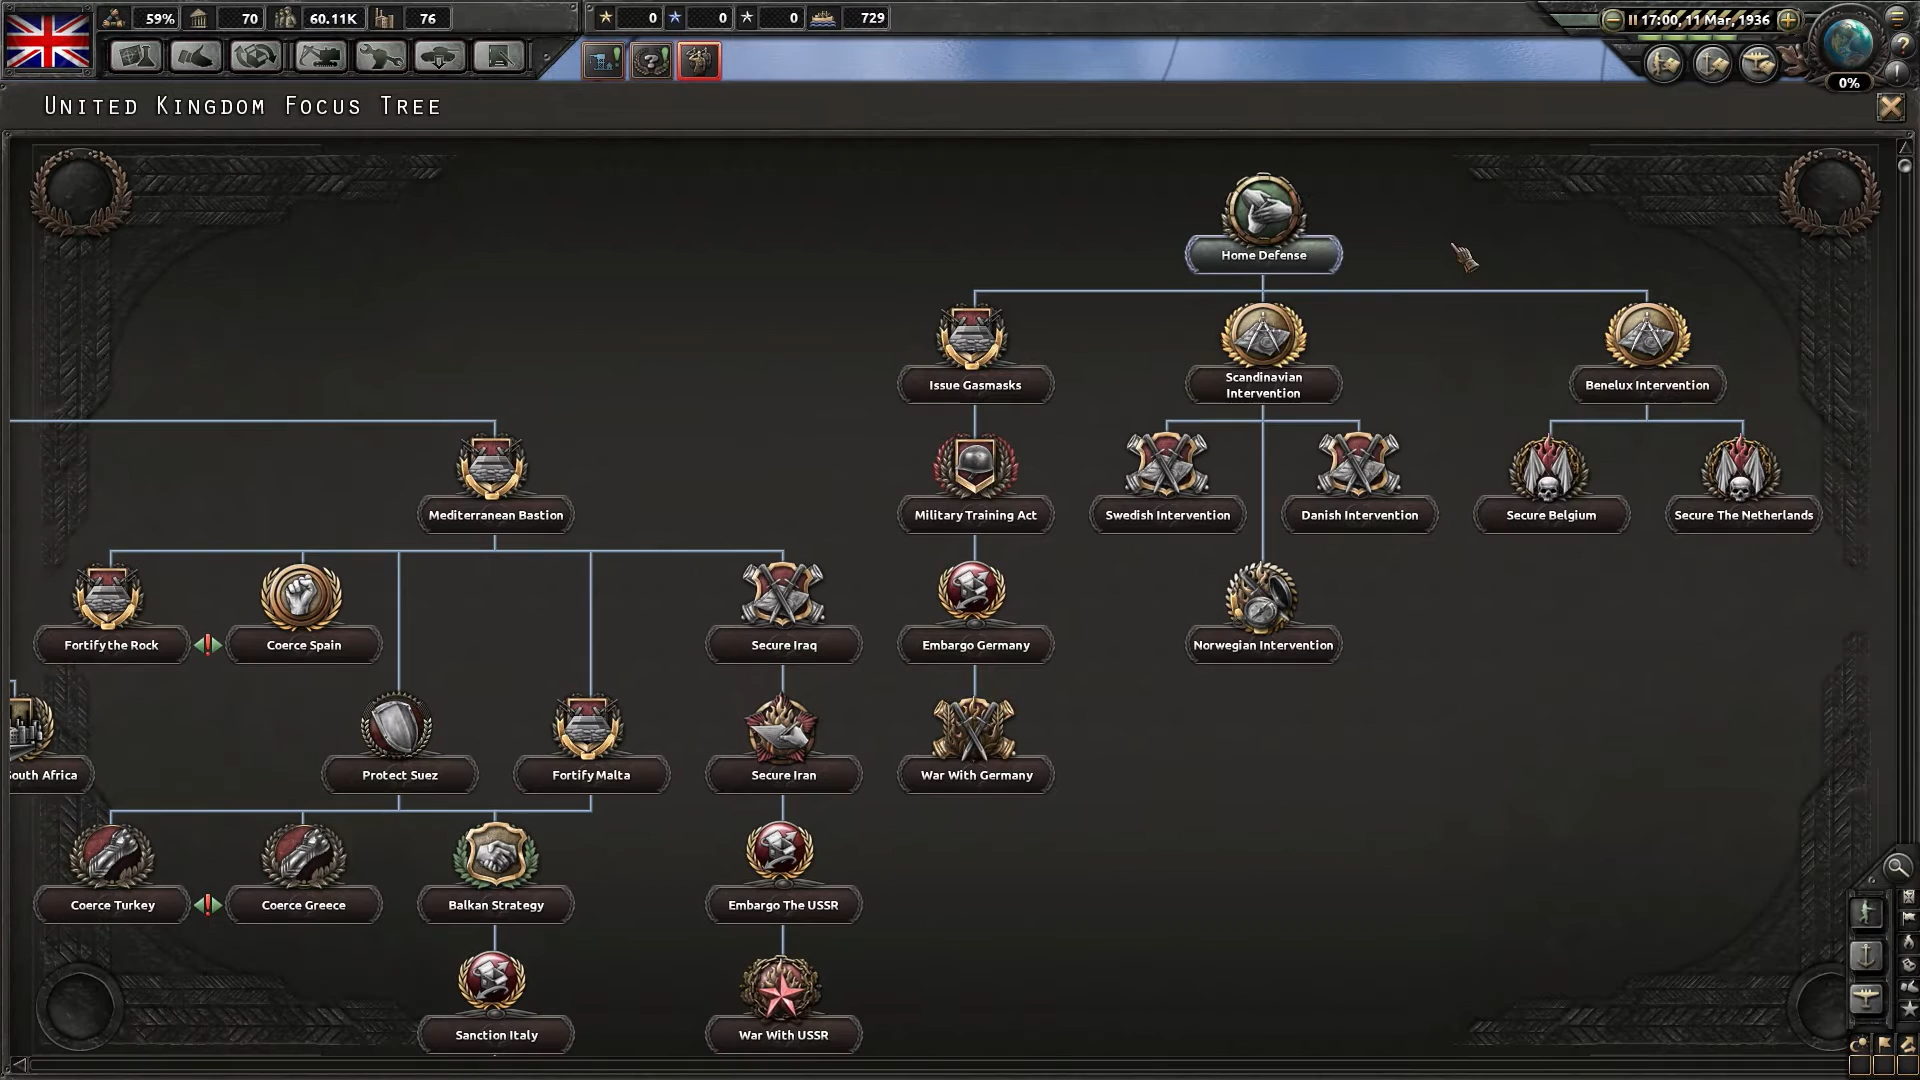 59%
70
60.11K
76
0
0
0
729
17:00, 11 Mar, 1936
0%
United Kingdom Focus Tree
Home Defense
Issue Gasmasks
Scandinavian
Intervention
Benelux Intervention
Mediterranean Bastion
Military Training Act
Swedish Intervention
Danish Intervention
Secure Belgium
Secure The Netherlands
Fortify the Rock
Coerce Spain
Secure Iraq
Embargo Germany
Norwegian Intervention
South Africa
Protect Suez
Fortify Malta
Secure Iran
War With Germany
Coerce Turkey
Coerce Greece
Balkan Strategy
Embargo The USSR
Sanction Italy
War With USSR